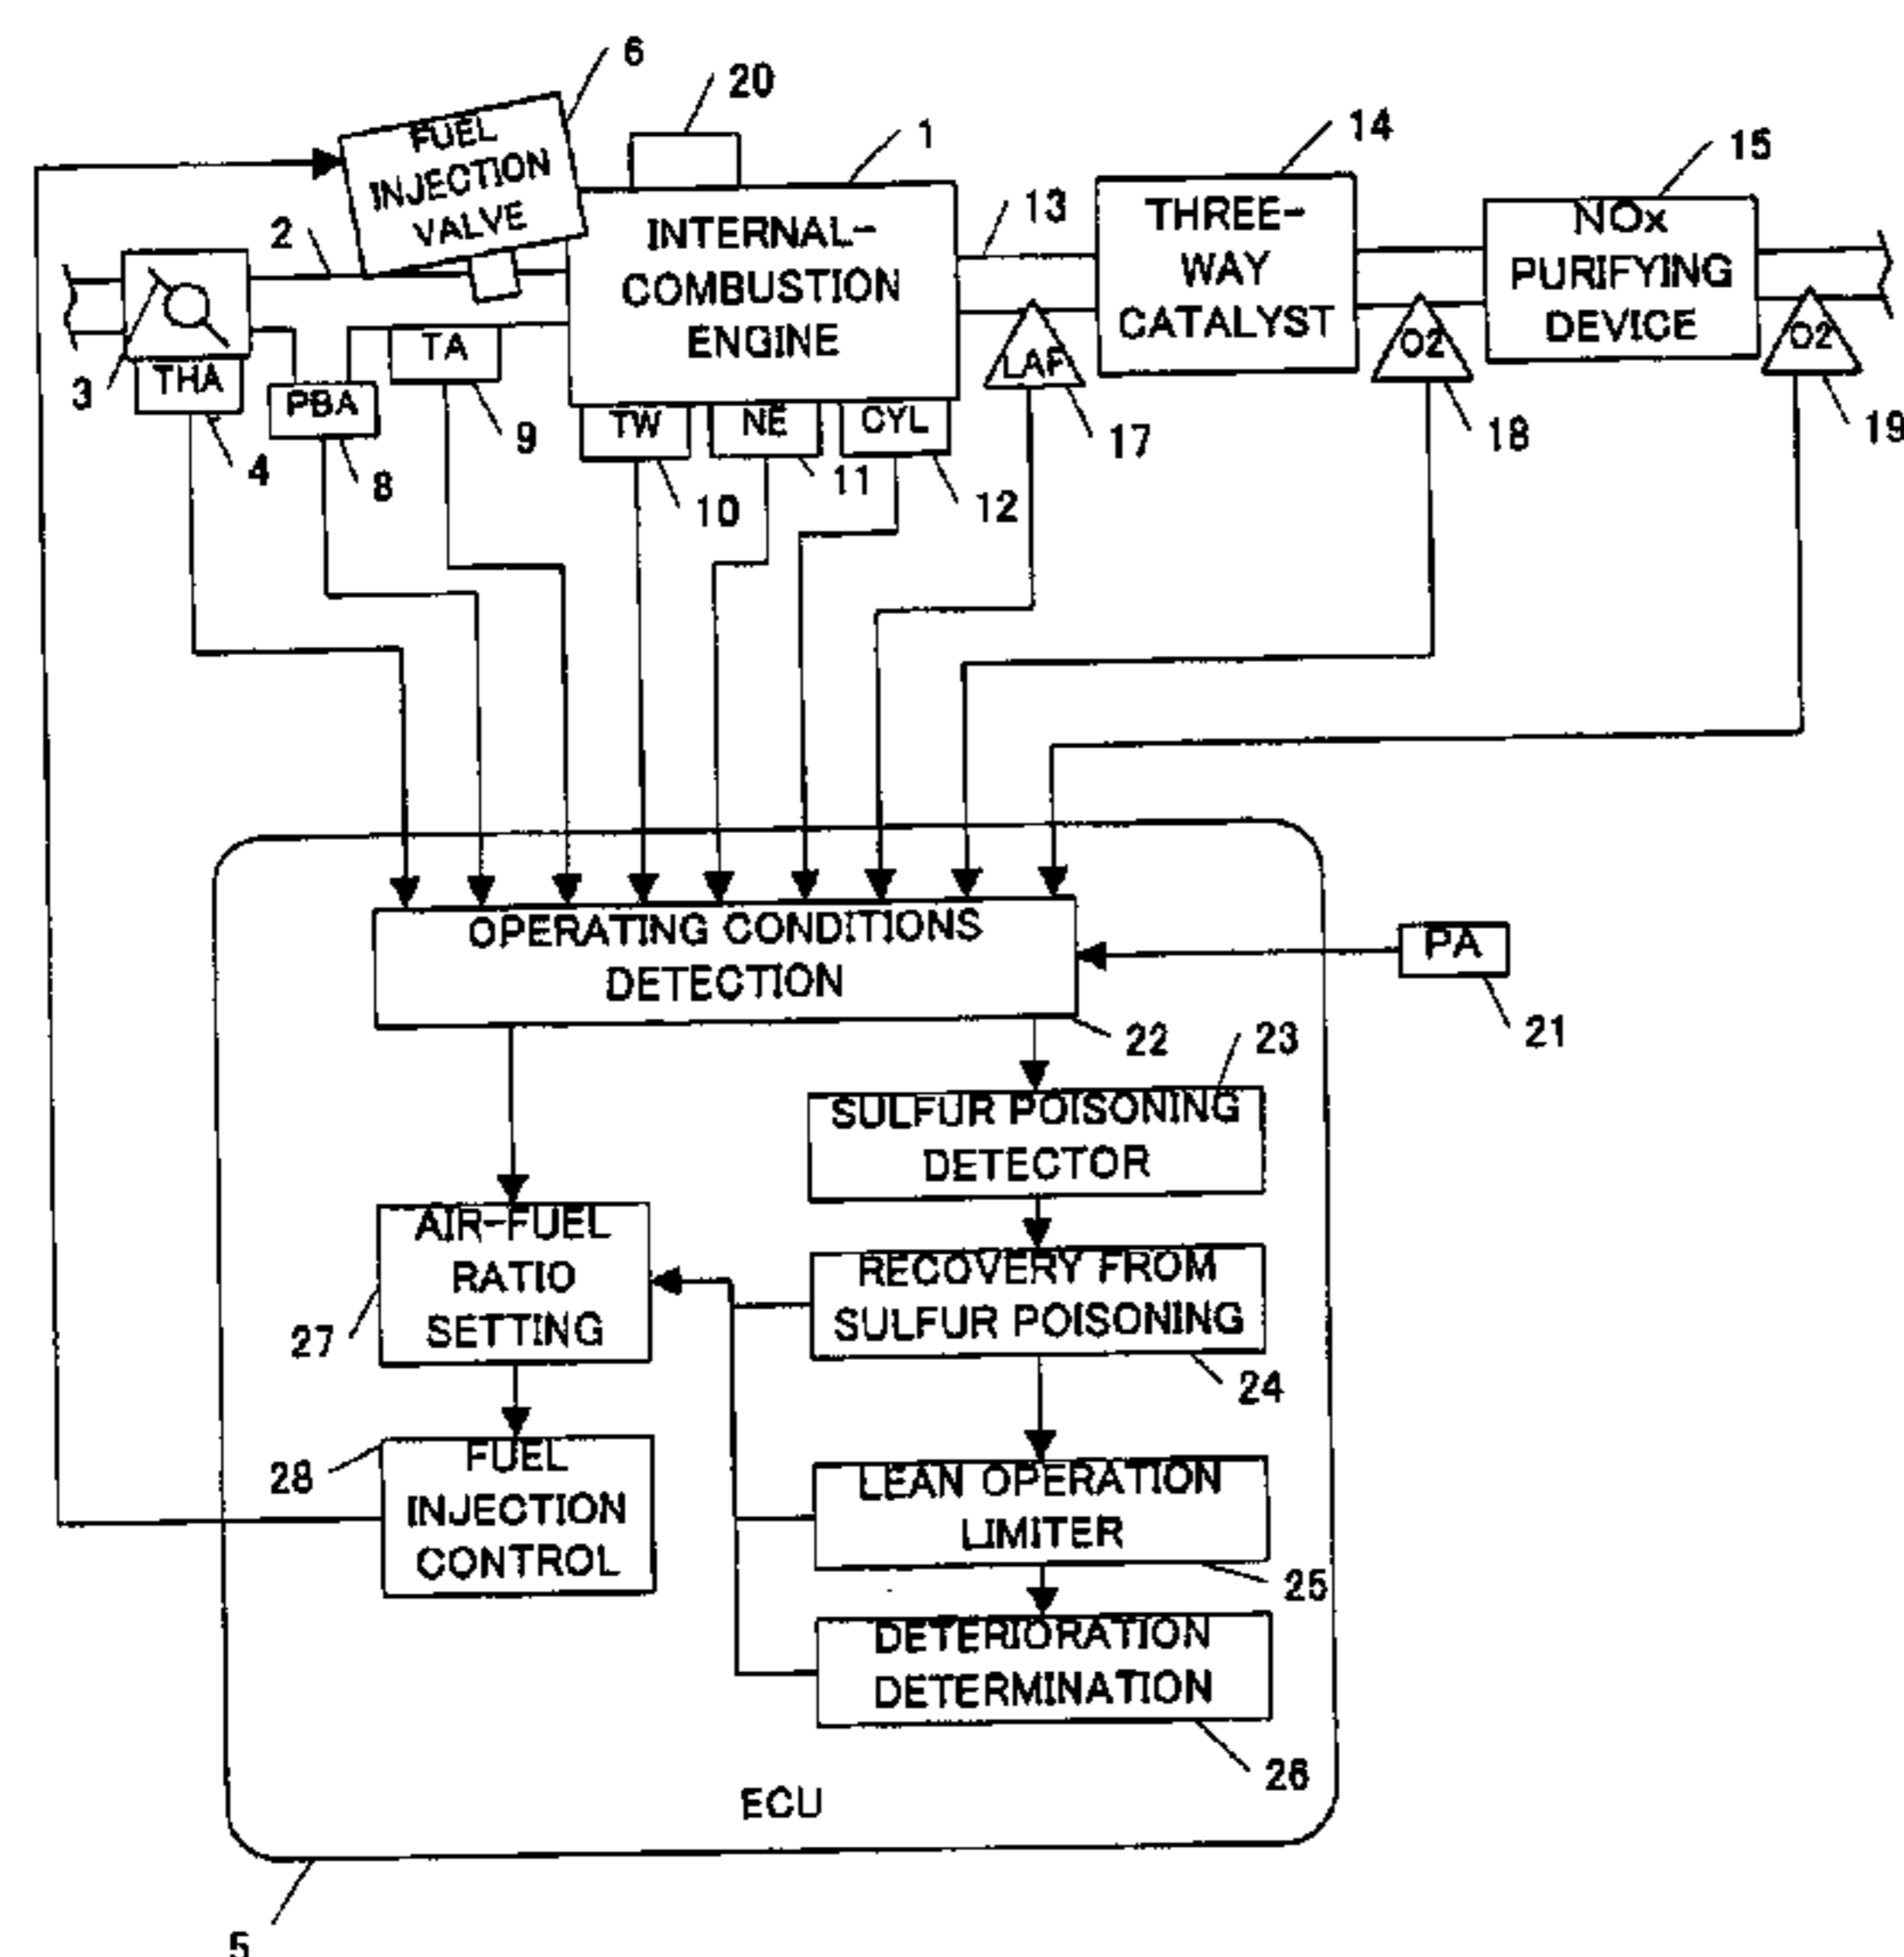 6
20
1
14
15
FUEL
INJECTION
VALVE
2
13
INTERNAL-
COMBUSTION
ENGINE
THREE-
WAY
CATALYST
NOx
PURIFYING
DEVICE
3
THA
PBA
TA
TW
NE
CYL
LAF
O2
O2
4
8
9
10
11
12
17
18
19
OPERATING CONDITIONS
DETECTION
PA
22
21
23
SULFUR POISONING
DETECTOR
AIR-FUEL
RATIO
SETTING
27
RECOVERY FROM
SULFUR POISONING
24
28
FUEL
INJECTION
CONTROL
LEAN OPERATION
LIMITER
25
DETERIORATION
DETERMINATION
26
ECU
5